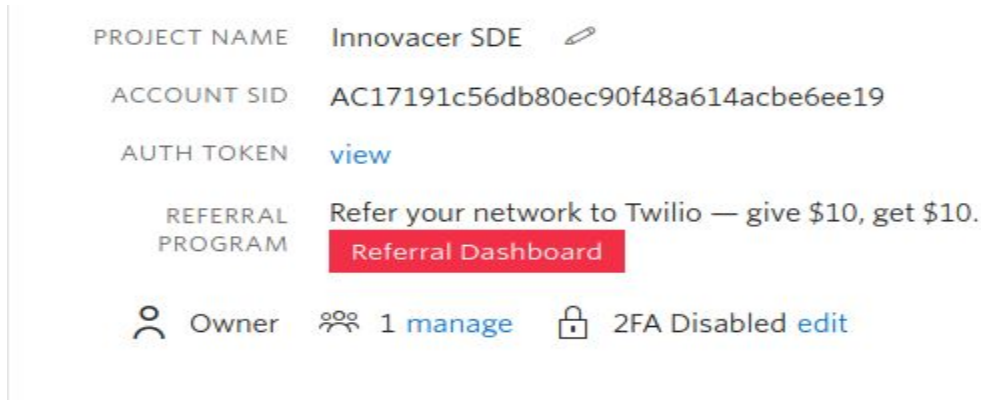 PROJECT NAME Innovacer SDE
ACCOUNT SID AC17191c56db80ec90f48a614acbe6ee19
AUTH TOKEN view
REFERRAL PROGRAM Refer your network to Twilio — give $10, get $10.
Referral Dashboard
Owner 1 manage 2FA Disabled edit